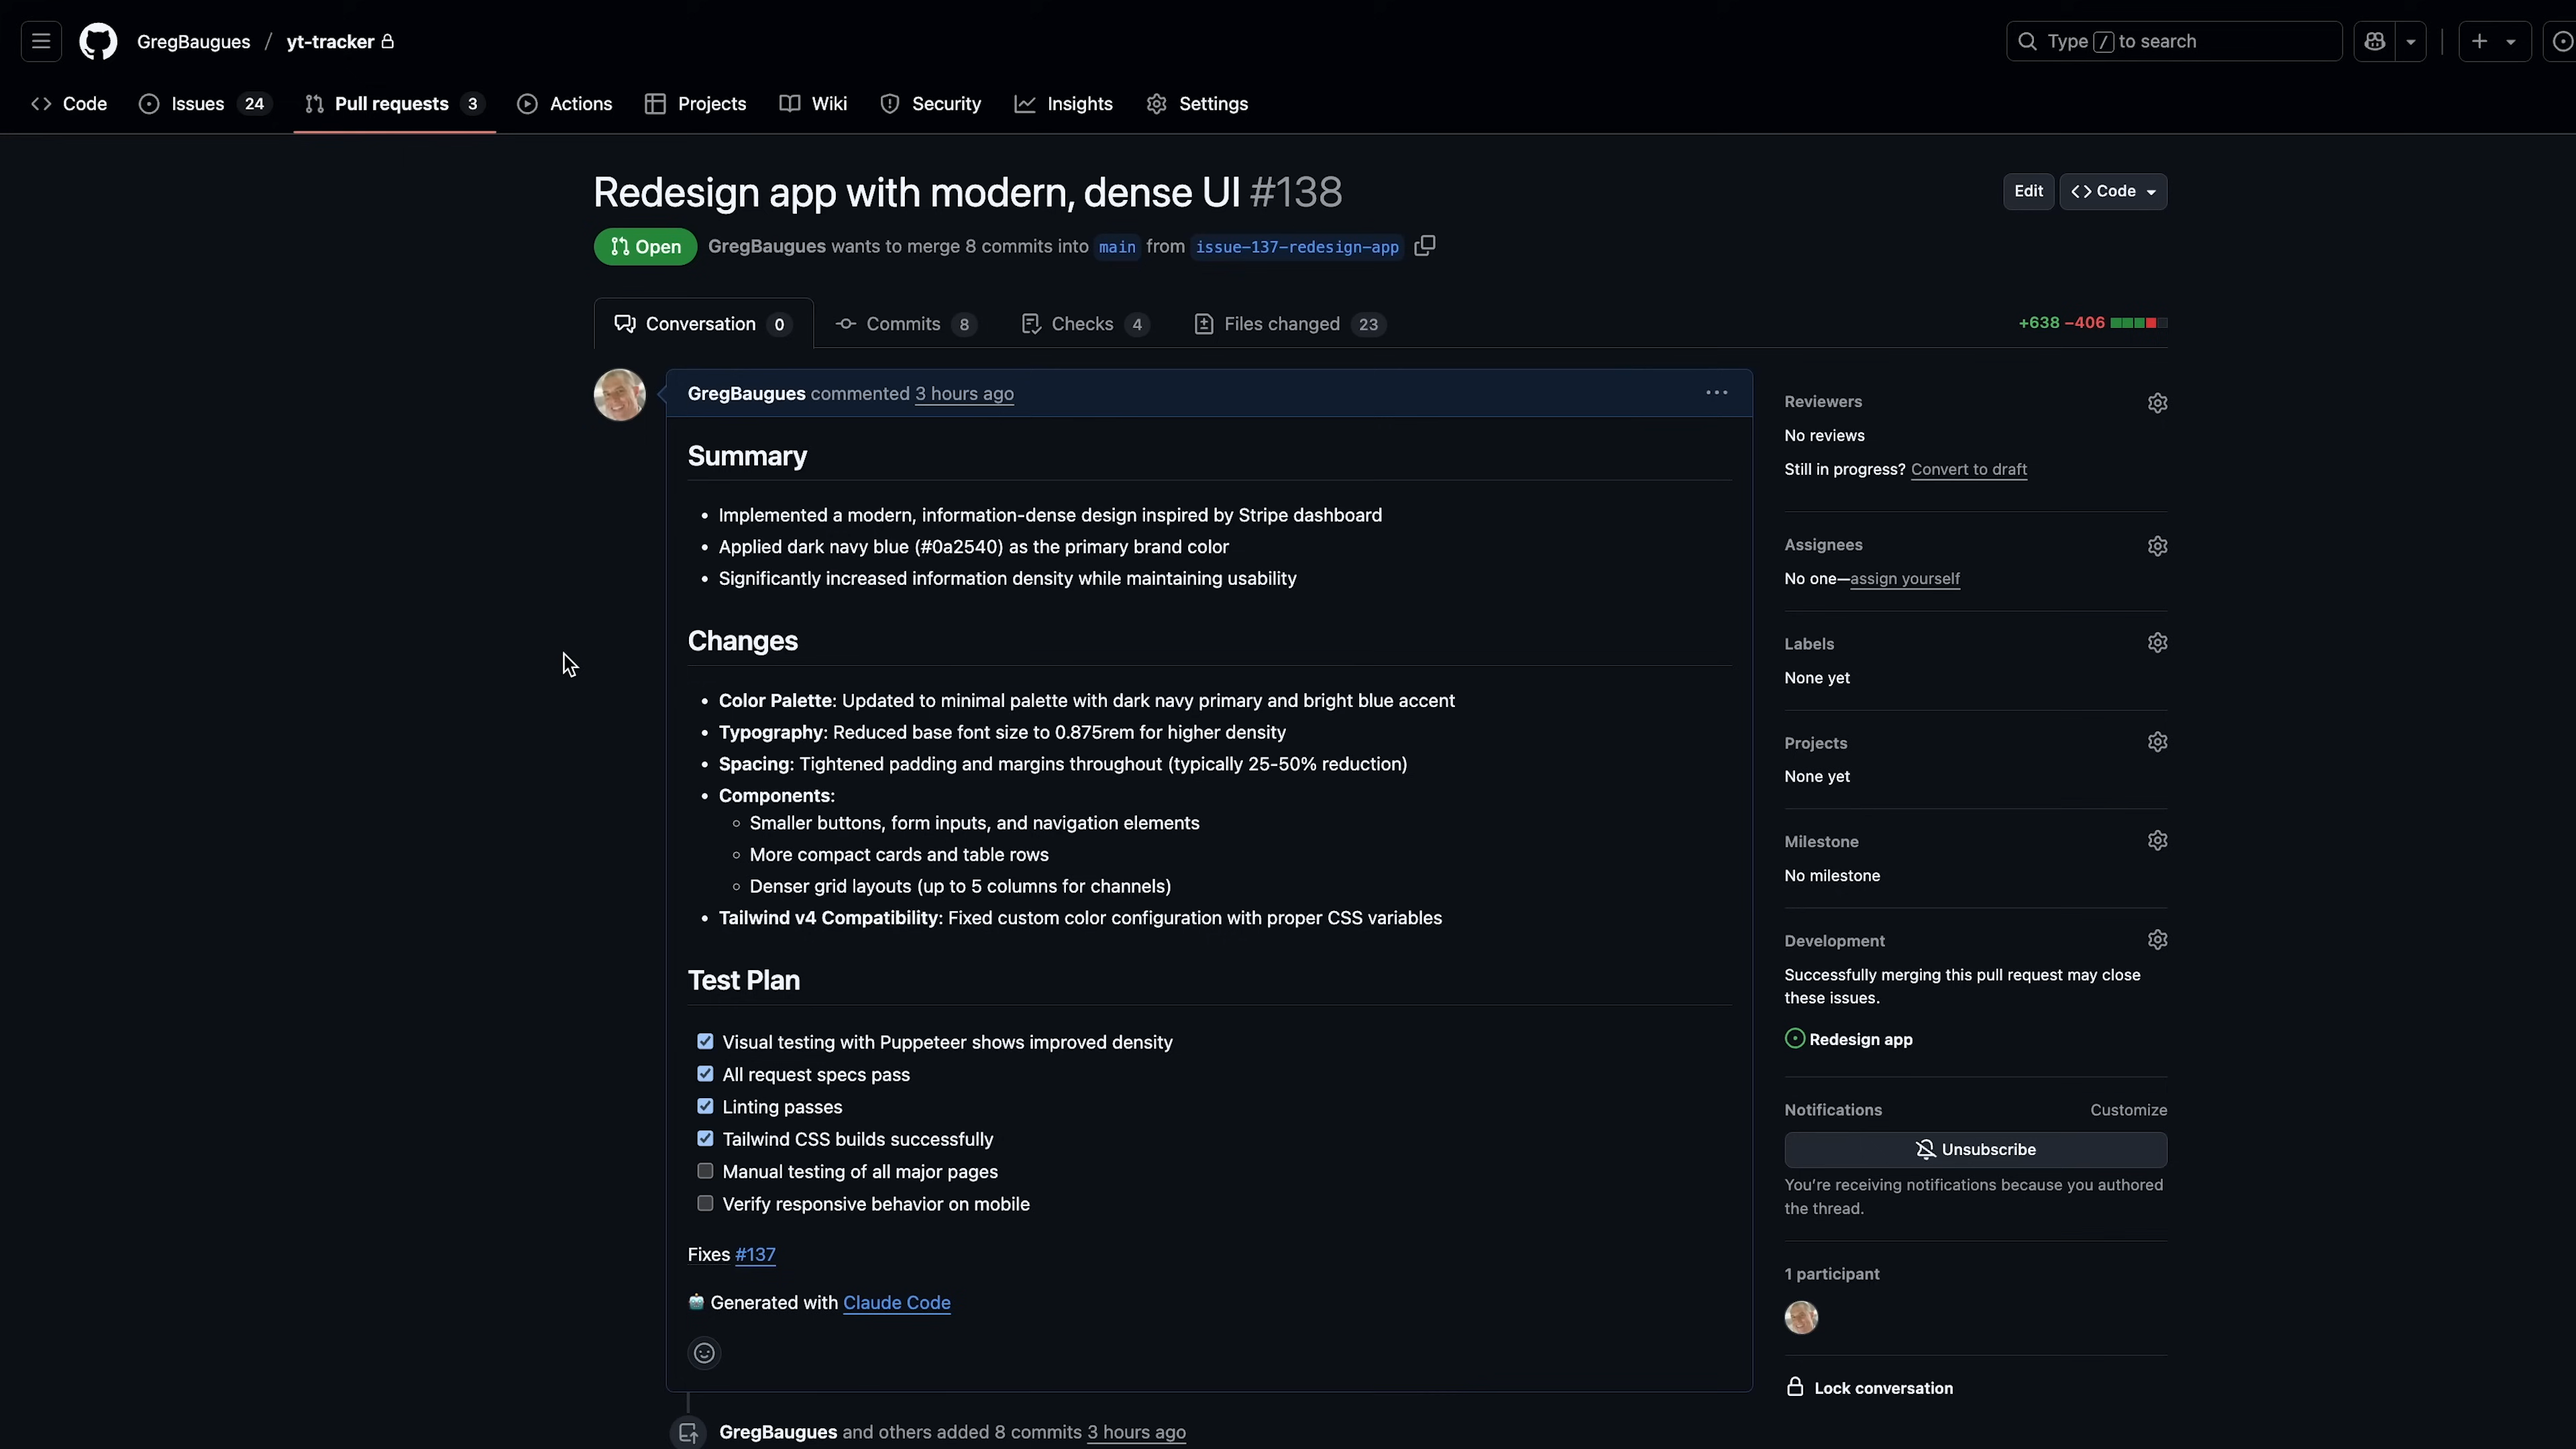 GregBaugues / yt-tracker
Type / to search
Code
Issues 24
Pull requests 3
Actions
Projects
Wiki
Security
Insights
Settings
Redesign app with modern, dense UI #138
Edit
Code
Open
GregBaugues wants to merge 8 commits into main from issue-137-redesign-app
Conversation 0
Commits 8
Checks 4
Files changed 23
+638 −406
GregBaugues commented 3 hours ago
Summary
• Implemented a modern, information-dense design inspired by Stripe dashboard
• Applied dark navy blue (#0a2540) as the primary brand color
• Significantly increased information density while maintaining usability
Changes
• Color Palette: Updated to minimal palette with dark navy primary and bright blue accent
• Typography: Reduced base font size to 0.875rem for higher density
• Spacing: Tightened padding and margins throughout (typically 25-50% reduction)
• Components:
◦ Smaller buttons, form inputs, and navigation elements
◦ More compact cards and table rows
◦ Denser grid layouts (up to 5 columns for channels)
• Tailwind v4 Compatibility: Fixed custom color configuration with proper CSS variables
Test Plan
Visual testing with Puppeteer shows improved density
All request specs pass
Linting passes
Tailwind CSS builds successfully
Manual testing of all major pages
Verify responsive behavior on mobile
Fixes #137
Generated with Claude Code
GregBaugues and others added 8 commits 3 hours ago
Reviewers
No reviews
Still in progress? Convert to draft
Assignees
No one—assign yourself
Labels
None yet
Projects
None yet
Milestone
No milestone
Development
Successfully merging this pull request may close
these issues.
Redesign app
Notifications
Customize
Unsubscribe
You're receiving notifications because you authored
the thread.
1 participant
Lock conversation